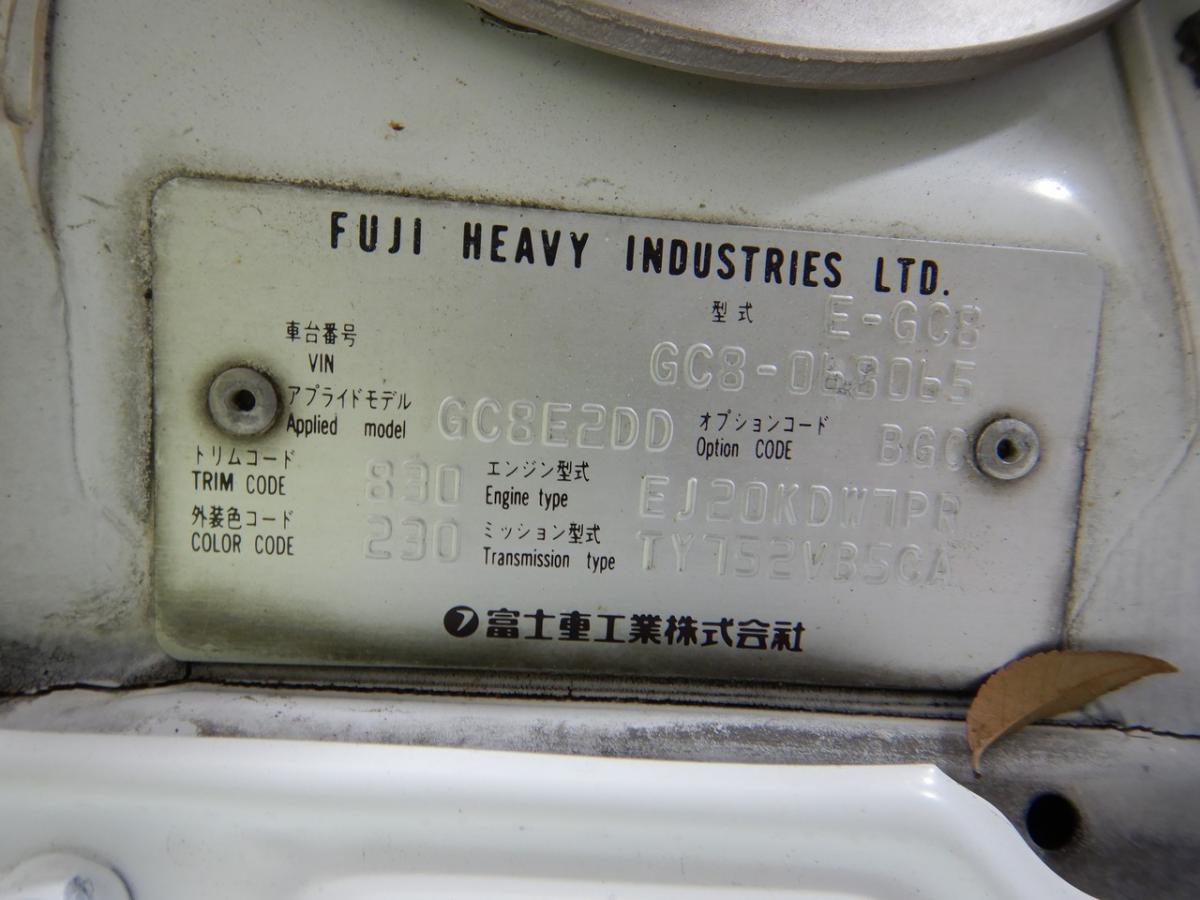 FUJI HEAVY INDUSTRIES LTD.
型式 E-GC8
車台番号
VIN GC8-068065
アプライドモデル
Applied model GC8E2DD
オプションコード
Option CODE BGC
トリムコード
TRIM CODE 830
エンジン型式
Engine type EJ20KDW7PR
外装色コード
COLOR CODE 230
ミッション型式
Transmission type TY752VB5CA
富士重工業株式会社